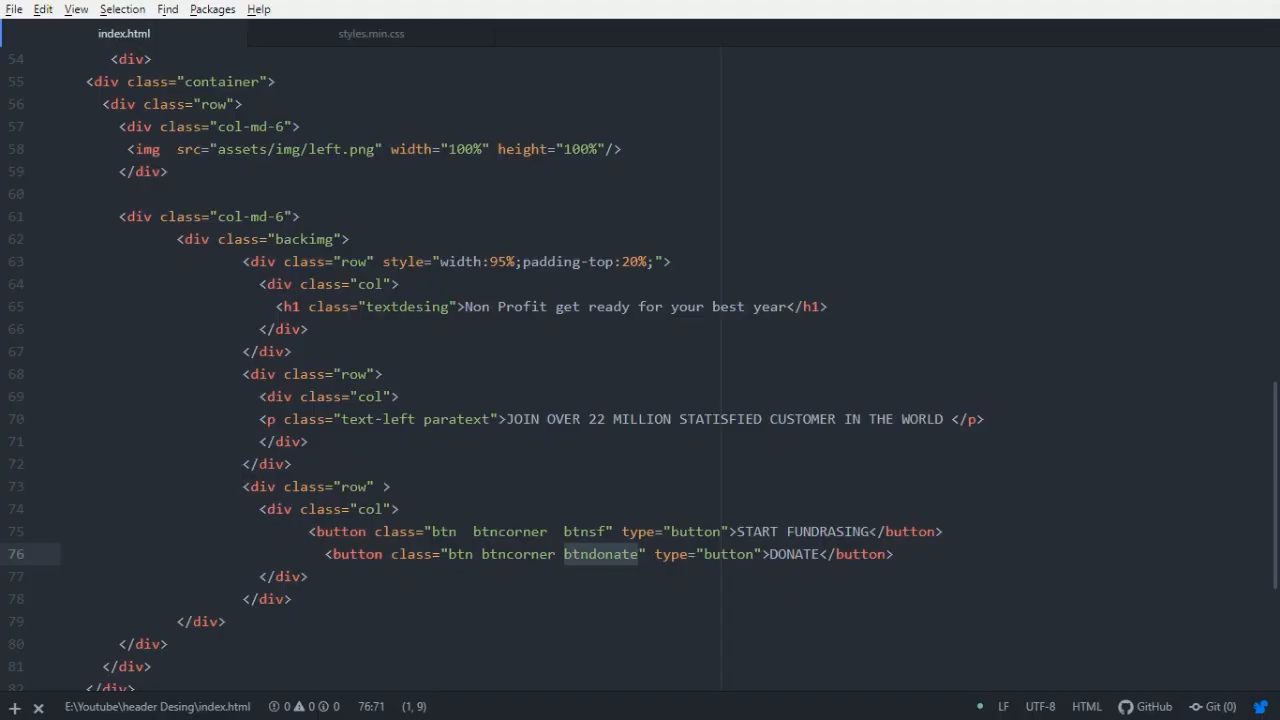 File Edit View Selection Find Packages Help
index.html styles.min.css
54 <div>
55 <div class="container">
56 <div class="row">
57 <div class="col-md-6">
58 <img  src="assets/img/left.png" width="100%" height="100%"/>
59 </div>
60
61 <div class="col-md-6">
62 <div class="backimg">
63 <div class="row" style="width:95%;padding-top:20%;">
64 <div class="col">
65 <h1 class="textdesing">Non Profit get ready for your best year</h1>
66 </div>
67 </div>
68 <div class="row">
69 <div class="col">
70 <p class="text-left paratext">JOIN OVER 22 MILLION STATISFIED CUSTOMER IN THE WORLD </p>
71 </div>
72 </div>
73 <div class="row" >
74 <div class="col">
75 <button class="btn  btncorner  btnsf" type="button">START FUNDRASING</button>
76 <button class="btn btncorner btndonate" type="button">DONATE</button>
77 </div>
78 </div>
79 </div>
80 </div>
81 </div>
82 </div>
E:\Youtube\header Desing\index.html 0 0 0 76:71 (1, 9) LF UTF-8 HTML GitHub Git (0)